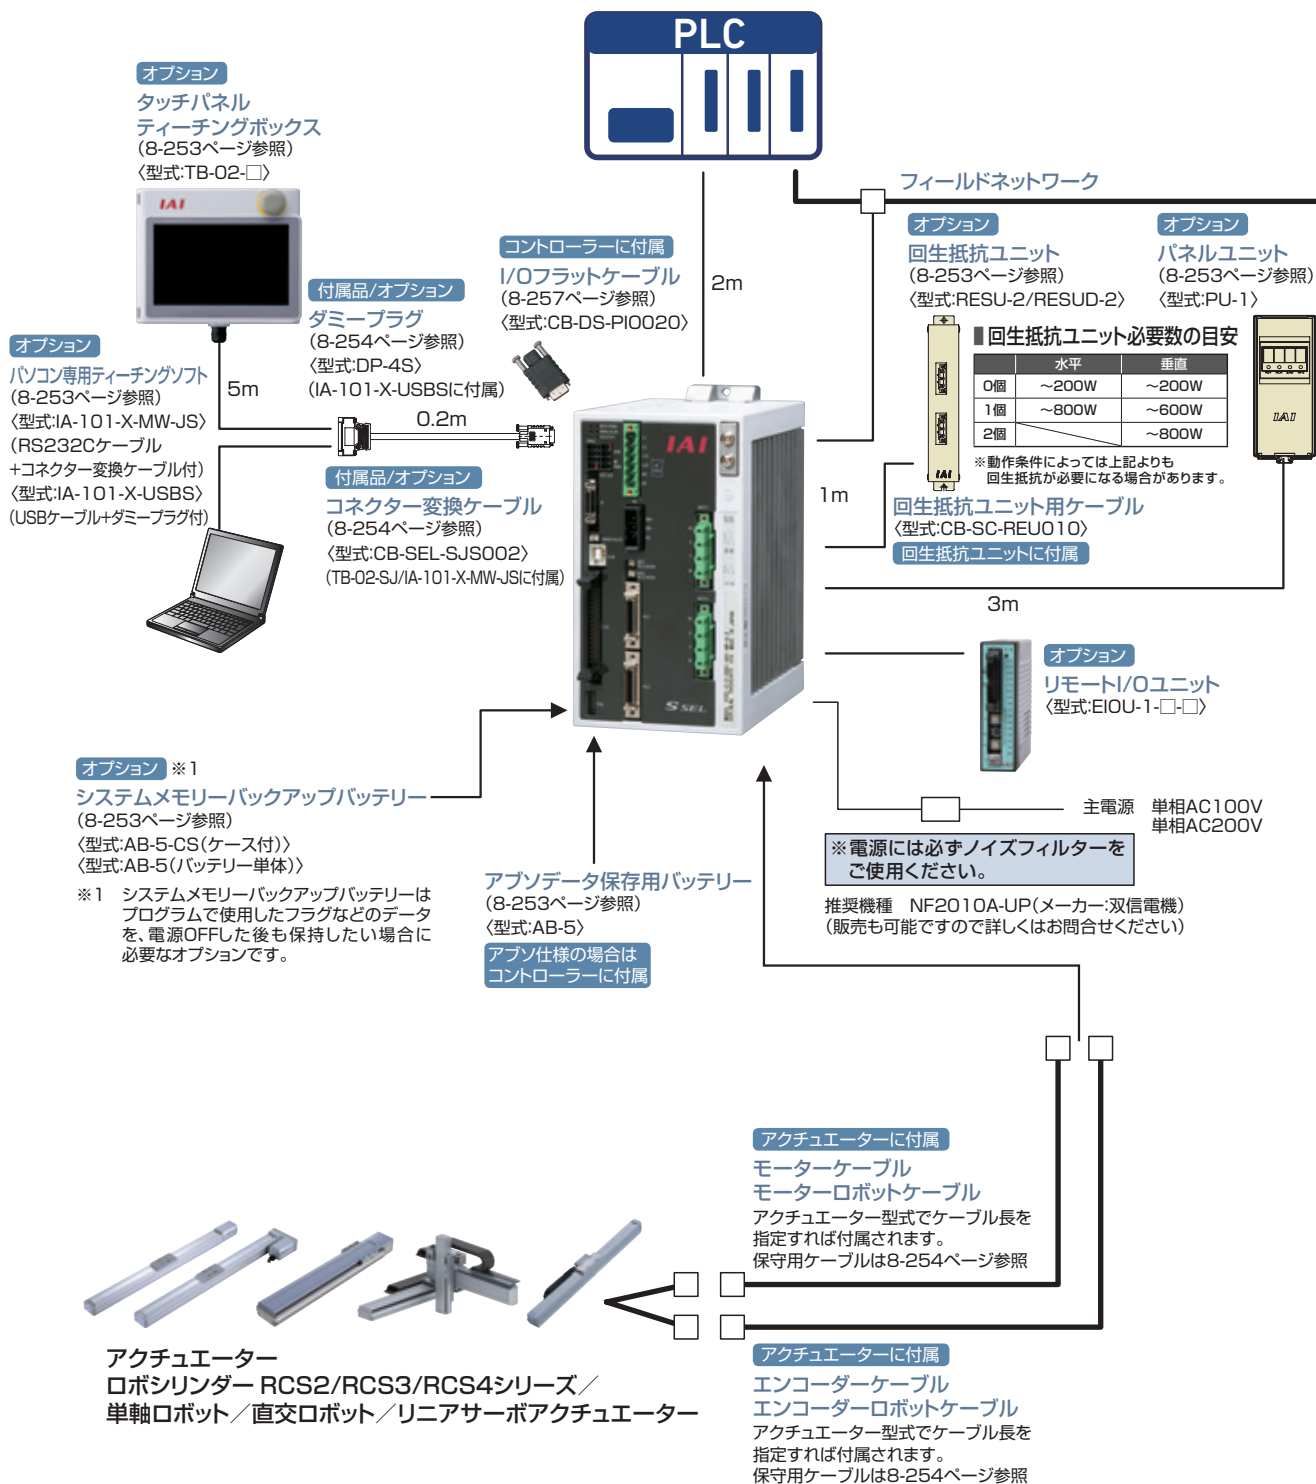 PLC
オプション
タッチパネル
ティーチングボックス
(8-253ページ参照)
〈型式:TB-02-□〉
IAI
5m
オプション
パソコン専用ティーチングソフト
(8-253ページ参照)
〈型式:IA-101-X-MW-JS〉
(RS232Cケーブル
+コネクター変換ケーブル付)
〈型式:IA-101-X-USBS〉
(USBケーブル+ダミープラグ付)
付属品/オプション
ダミープラグ
(8-254ページ参照)
〈型式:DP-4S〉
(IA-101-X-USBSに付属)
0.2m
付属品/オプション
コネクター変換ケーブル
(8-254ページ参照)
〈型式:CB-SEL-SJS002〉
(TB-02-SJ/IA-101-X-MW-JSに付属)
コントローラーに付属
I/Oフラットケーブル
(8-257ページ参照)
〈型式:CB-DS-PIO020〉
2m
IAI
S SEL
フィールドネットワーク
オプション
回生抵抗ユニット
(8-253ページ参照)
〈型式:RESU-2/RESUD-2〉
オプション
パネルユニット
(8-253ページ参照)
〈型式:PU-1〉
■回生抵抗ユニット必要数の目安
水平 垂直
0個 〜200W 〜200W
1個 〜800W 〜600W
2個 〜800W
※動作条件によっては上記よりも
回生抵抗が必要になる場合があります。
IAI
IAI
1m
回生抵抗ユニット用ケーブル
〈型式:CB-SC-REU010〉
回生抵抗ユニットに付属
3m
オプション
リモートI/Oユニット
〈型式:EIOU-1-□-□〉
主電源 単相AC100V
単相AC200V
※電源には必ずノイズフィルターを
ご使用ください。
推奨機種 NF2010A-UP(メーカー:双信電機)
(販売も可能ですので詳しくはお問合せください)
オプション ※1
システムメモリーバックアップバッテリー
(8-253ページ参照)
〈型式:AB-5-CS(ケース付)〉
〈型式:AB-5(バッテリー単体)〉
※1 システムメモリーバックアップバッテリーは
プログラムで使用したフラグなどのデータ
を、電源OFFした後も保持したい場合に
必要なオプションです。
アブソデータ保存用バッテリー
(8-253ページ参照)
〈型式:AB-5〉
アブソ仕様の場合は
コントローラーに付属
アクチュエーターに付属
モーターケーブル
モーターロボットケーブル
アクチュエーター型式でケーブル長を
指定すれば付属されます。
保守用ケーブルは8-254ページ参照
アクチュエーター
ロボシリンダー RCS2/RCS3/RCS4シリーズ／
単軸ロボット／直交ロボット／リニアサーボアクチュエーター
アクチュエーターに付属
エンコーダーケーブル
エンコーダーロボットケーブル
アクチュエーター型式でケーブル長を
指定すれば付属されます。
保守用ケーブルは8-254ページ参照